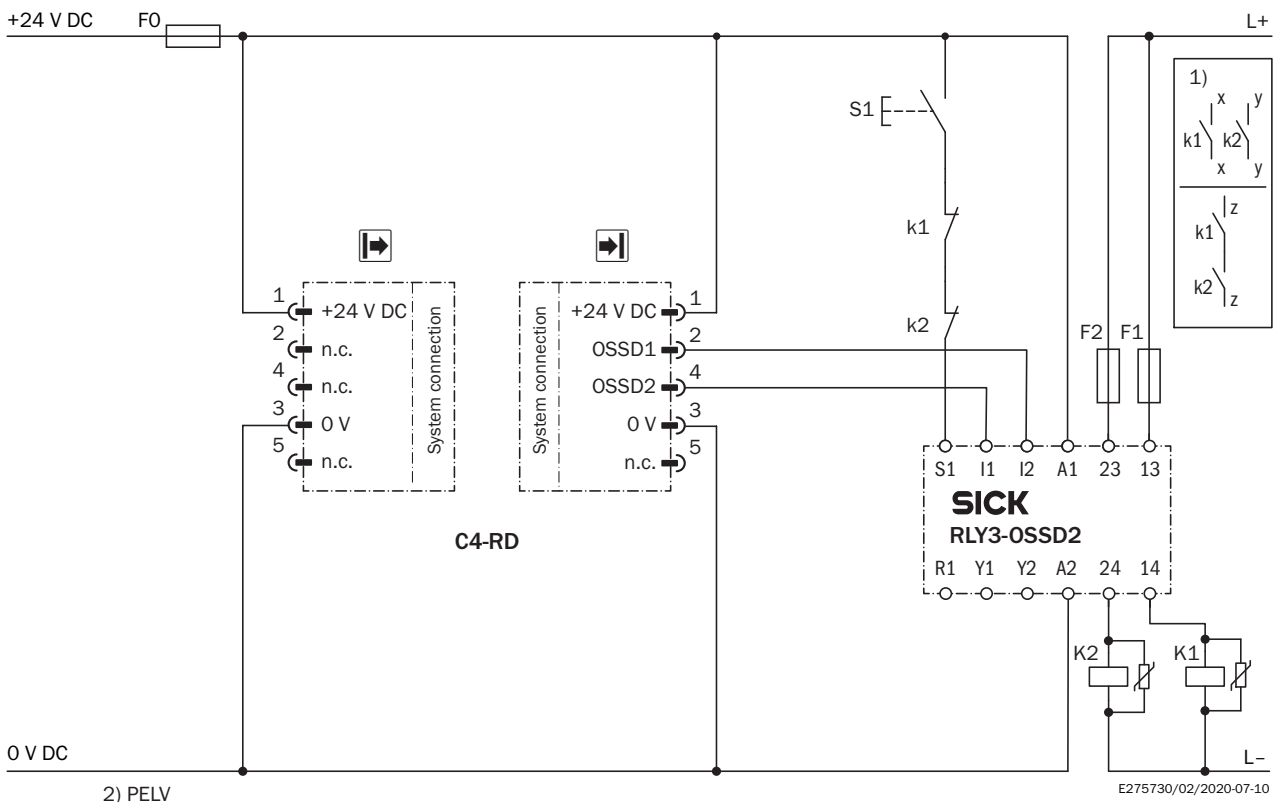 +24 V DC
F0
L+
S1
k1
k2
1)
x y
k1 k2
x y
z
k1
k2
z
1 +24 V DC
2 n.c.
4 n.c.
3 0 V
5 n.c.
System connection
System connection
+24 V DC 1
OSSD1 2
OSSD2 4
0 V 3
n.c. 5
C4-RD
F2 F1
S1 I1 I2 A1 23 13
SICK
RLY3-OSSD2
R1 Y1 Y2 A2 24 14
K2 K1
0 V DC
L–
2) PELV
E275730/02/2020-07-10